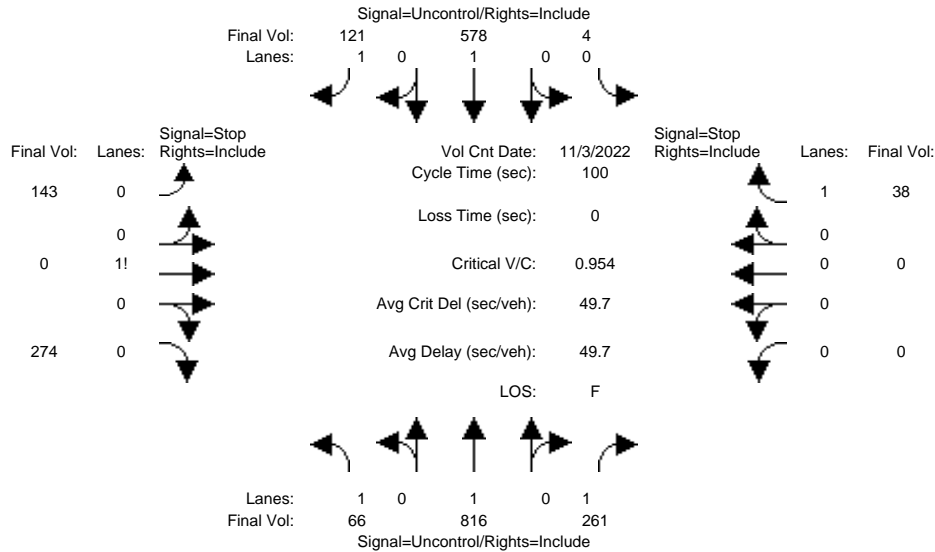 Signal=Uncontrol/Rights=Include
Final Vol: 121 578 4
Lanes: 1 0 1 0 0
Signal=Stop Signal=Stop
Final Vol: Lanes: Rights=Include Vol Cnt Date: 11/3/2022 Rights=Include Lanes: Final Vol:
Cycle Time (sec): 100
143 0 1 38
Loss Time (sec): 0
0 0
0 1! Critical V/C: 0.954 0 0
0 Avg Crit Del (sec/veh): 49.7 0
274 0 Avg Delay (sec/veh): 49.7 0 0
LOS: F
Lanes: 1 0 1 0 1
Final Vol: 66 816 261
Signal=Uncontrol/Rights=Include